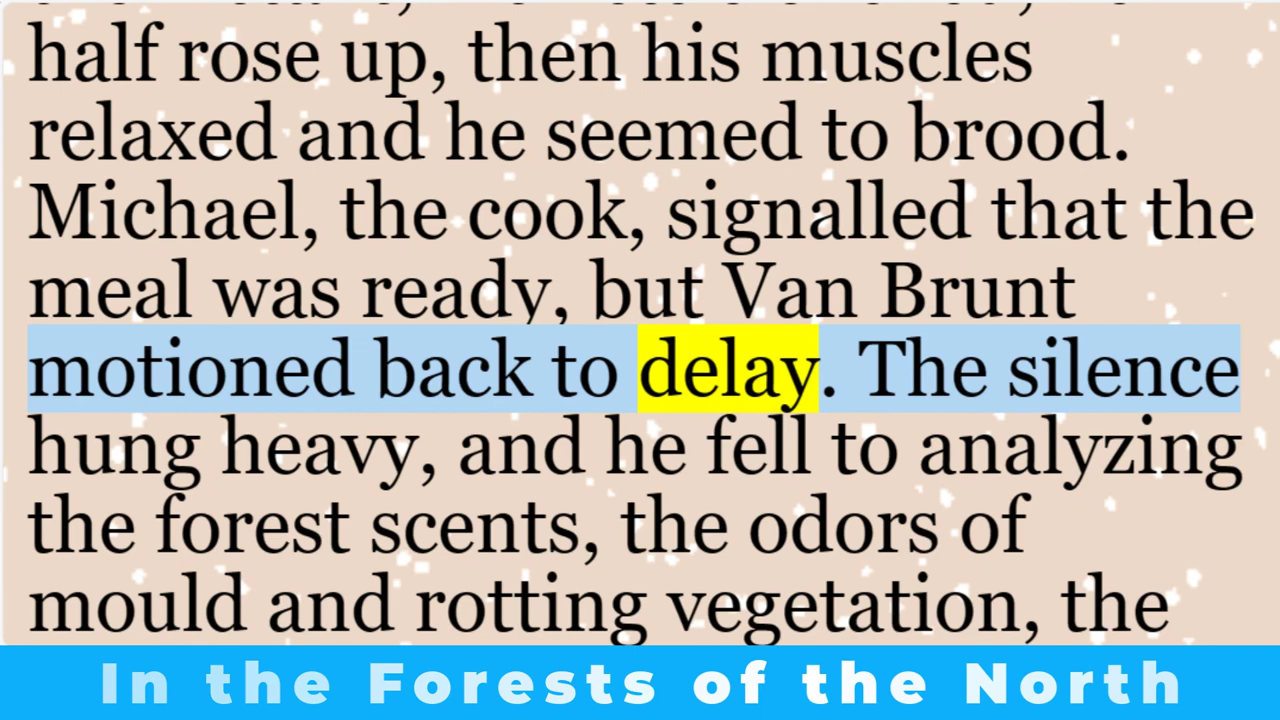 half rose up, then his muscles
relaxed and he seemed to brood.
Michael, the cook, signalled that the
meal was ready, but Van Brunt
motioned back to delay. The silence
hung heavy, and he fell to analyzing
the forest scents, the odors of
mould and rotting vegetation, the
In the Forests of the North